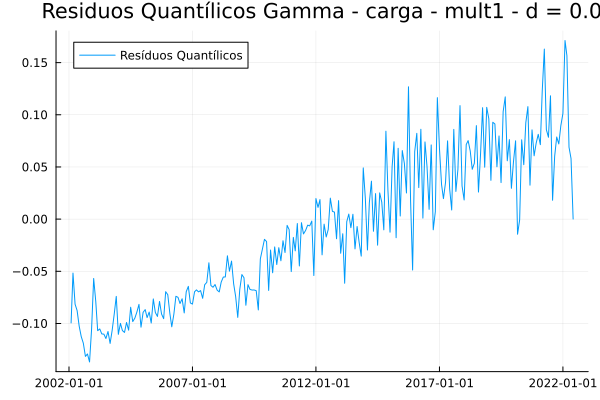 Residuos Quantílicos Gamma - carga - mult1 - d = 0.0
Resíduos Quantílicos
0.15
0.10
0.05
0.00
−0.05
−0.10
2002-01-01 2007-01-01 2012-01-01 2017-01-01 2022-01-01